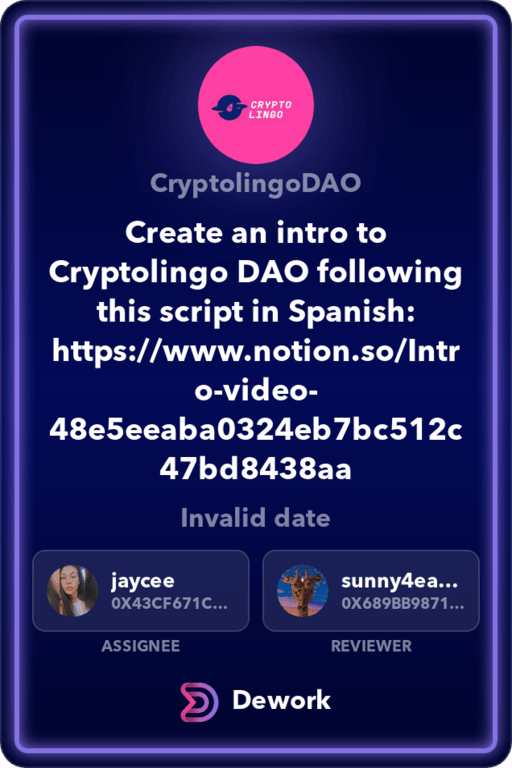 CRYPTO
LINGO
CryptolingoDAO
Create an intro to
Cryptolingo DAO following
this script in Spanish:
https://www.notion.so/Intr
o-video-
48e5eeaba0324eb7bc512c
47bd8438aa
Invalid date
jaycee
0X43CF671C...
ASSIGNEE
sunny4ea...
0X689BB9871...
REVIEWER
Dework